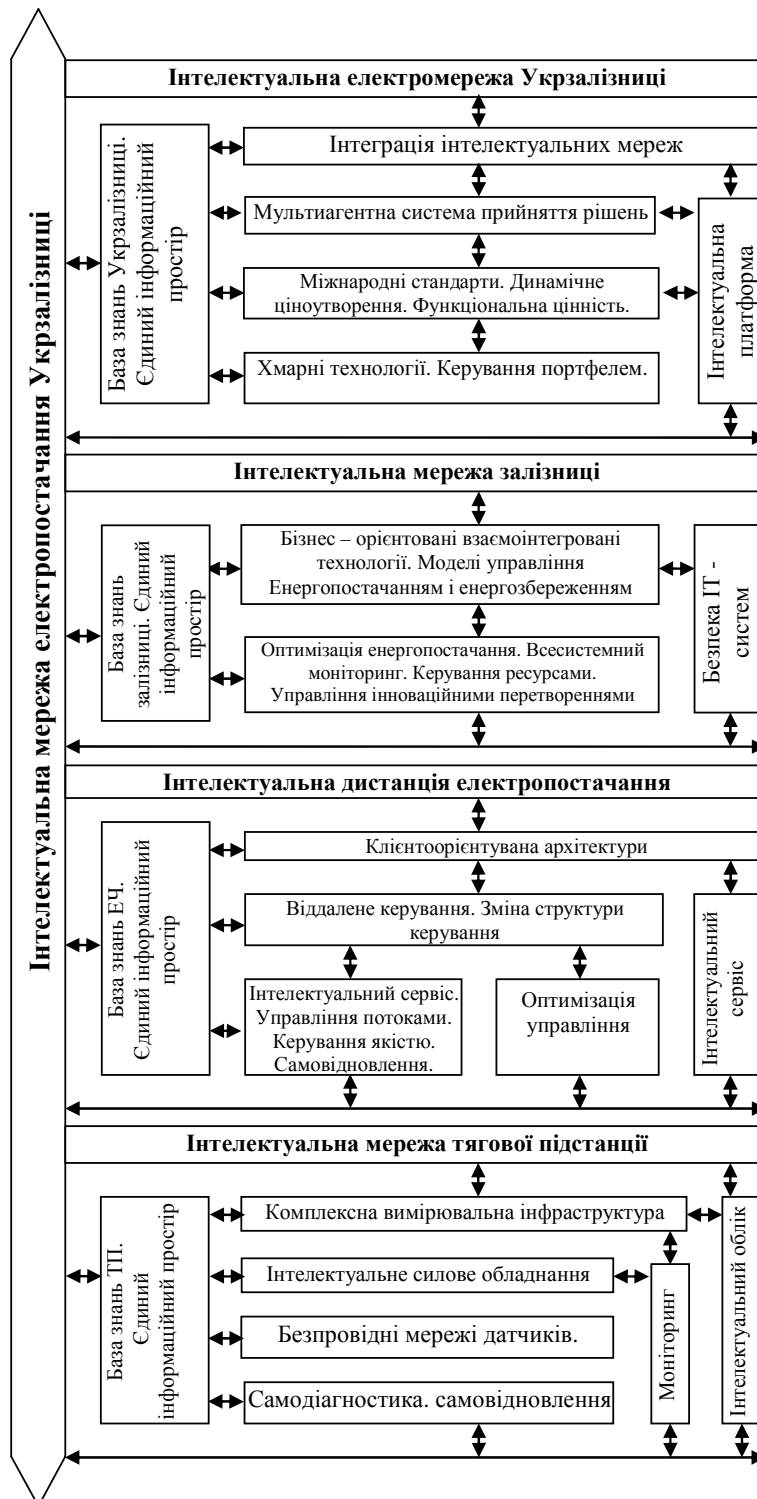 Інтелектуальна мережа електропостачання Укрзалізниці
Інтелектуальна електромережа Укрзалізниці
База знань Укрзалізниці.
Єдиний інформаційний
простір
Інтеграція інтелектуальних мереж
Мультиагентна система прийняття рішень
Міжнародні стандарти. Динамічне
ціноутворення. Функціональна цінність.
Хмарні технології. Керування портфелем.
Інтелектуальна
платформа
Інтелектуальна мережа залізниці
База знань
залізниці. Єдиний
інформаційний
простір
Бізнес – орієнтовані взаємоінтегровані
технології. Моделі управління
Енергопостачанням і енергозбереженням
Оптимізація енергопостачання. Всесистемний
моніторинг. Керування ресурсами.
Управління інноваційними перетвореннями
Безпека ІТ -
систем
Інтелектуальна дистанція електропостачання
База знань ЕЧ.
Єдиний інформаційний
простір
Клієнтоорієнтувана архітектури
Віддалене керування. Зміна структури
керування
Інтелектуальний сервіс.
Управління потоками.
Керування якістю.
Самовідновлення.
Оптимізація
управління
Інтелектуальний
сервіс
Інтелектуальна мережа тягової підстанції
База знань ТП.
Єдиний
інформаційний простір
Комплексна вимірювальна інфраструктура
Інтелектуальне силове обладнання
Безпровідні мережі датчиків.
Самодіагностика. самовідновлення
Моніторинг
Інтелектуальний облік